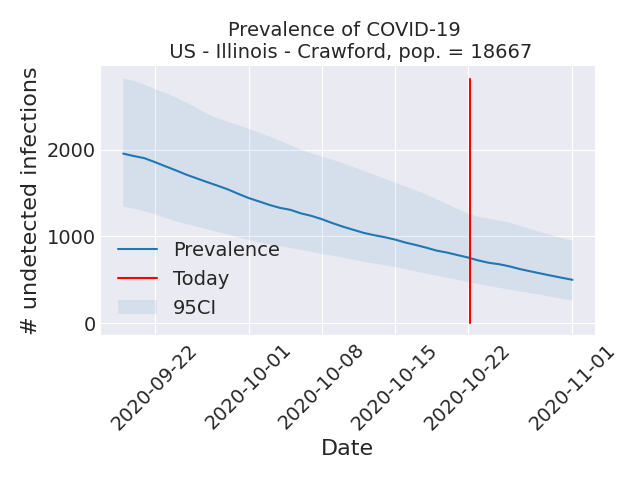 Prevalence of COVID-19
US - Illinois - Crawford, pop. = 18667
# undetected infections
2000
1000
0
Prevalence
Today
95CI
2020-09-22
2020-10-01
2020-10-08
2020-10-15
2020-10-22
2020-11-01
Date